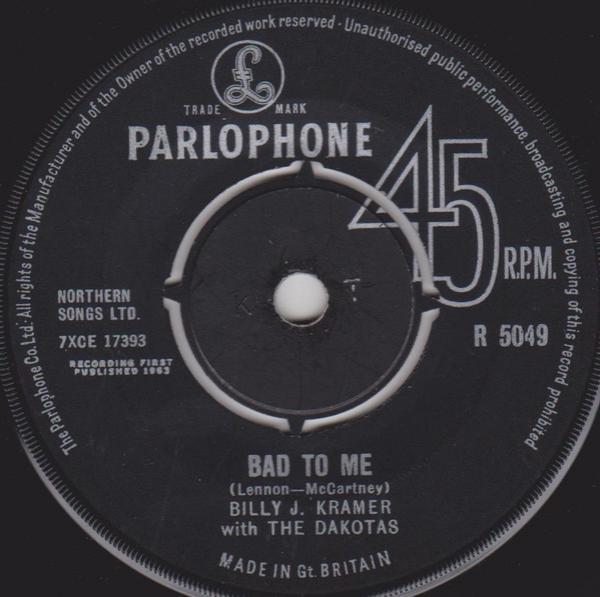 The Parlophone Co. Ltd. All rights of the Manufacturer and of the Owner of the recorded work reserved - Unauthorised public performance, broadcasting and copying of this record prohibited
£
TRADE MARK
PARLOPHONE
45
R.P.M.
NORTHERN
SONGS LTD.
7XCE 17393
RECORDING FIRST
PUBLISHED 1963
R 5049
BAD TO ME
(Lennon—McCartney)
BILLY J. KRAMER
with THE DAKOTAS
MADE IN Gt. BRITAIN